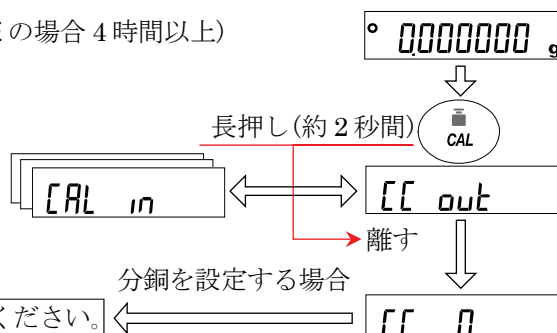 の場合 4 時間以上)
0.000000 g
長押し(約 2 秒間)
CAL
CAL in
CC out
離す
分銅を設定する場合
ください。
CC 0